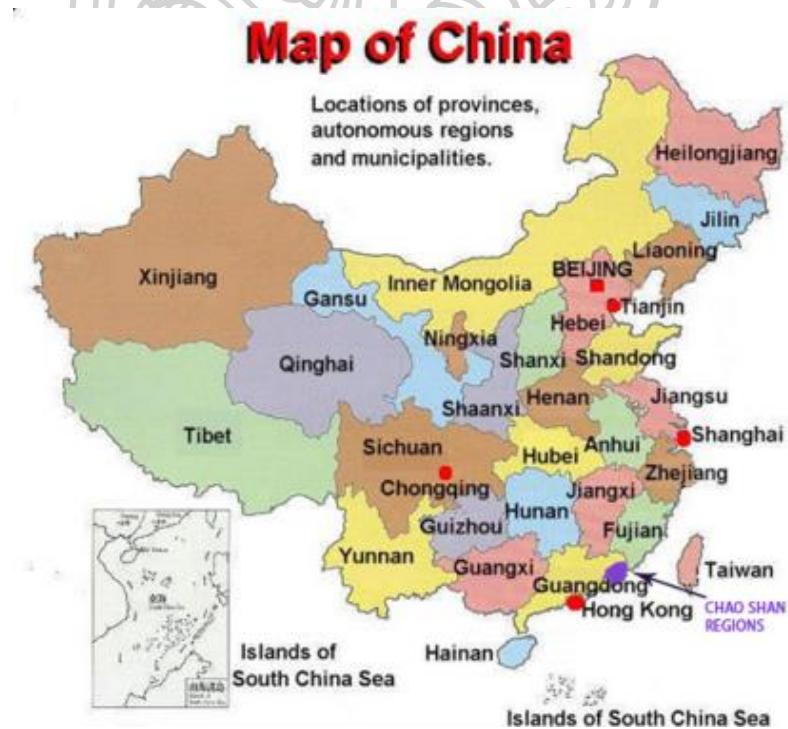 Map of China
Locations of provinces,
autonomous regions
and municipalities.
Heilongjiang
Jilin
Liaoning
Xinjiang
Inner Mongolia
BEIJING
Gansu
Tianjin
Hebei
Ningxia
Qinghai
Shanxi
Shandong
Henan
Jiangsu
Shaanxi
Tibet
Shanghai
Sichuan
Anhui
Hubei
Zhejiang
Chongqing
Jiangxi
Hunan
Guizhou
Fujian
Yunnan
Guangxi
Taiwan
Guangdong
Hong Kong
CHAO SHAN
REGIONS
Hainan
Islands of
South China Sea
Islands of South China Sea